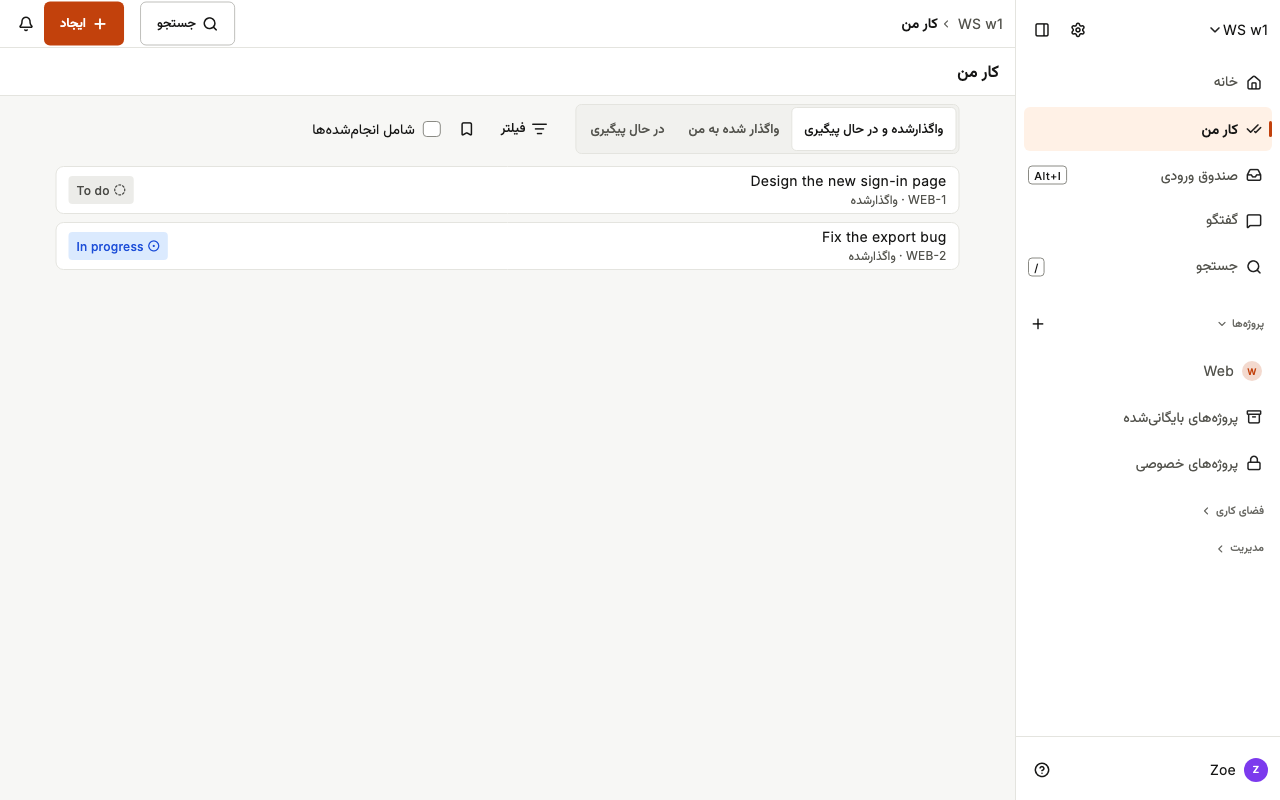 WS w1
خانه
کار من
صندوق ورودی
Alt+I
گفتگو
جستجو
/
پروژه‌ها
W
Web
پروژه‌های بایگانی‌شده
پروژه‌های خصوصی
فضای کاری
مدیریت
Z
Zoe
WS w1 › کار من
جستجو
ایجاد
کار من
واگذارشده و در حال پیگیری
واگذار شده به من
در حال پیگیری
فیلتر
شامل انجام‌شده‌ها
Design the new sign-in page
WEB-1 · واگذارشده
To do
Fix the export bug
WEB-2 · واگذارشده
In progress